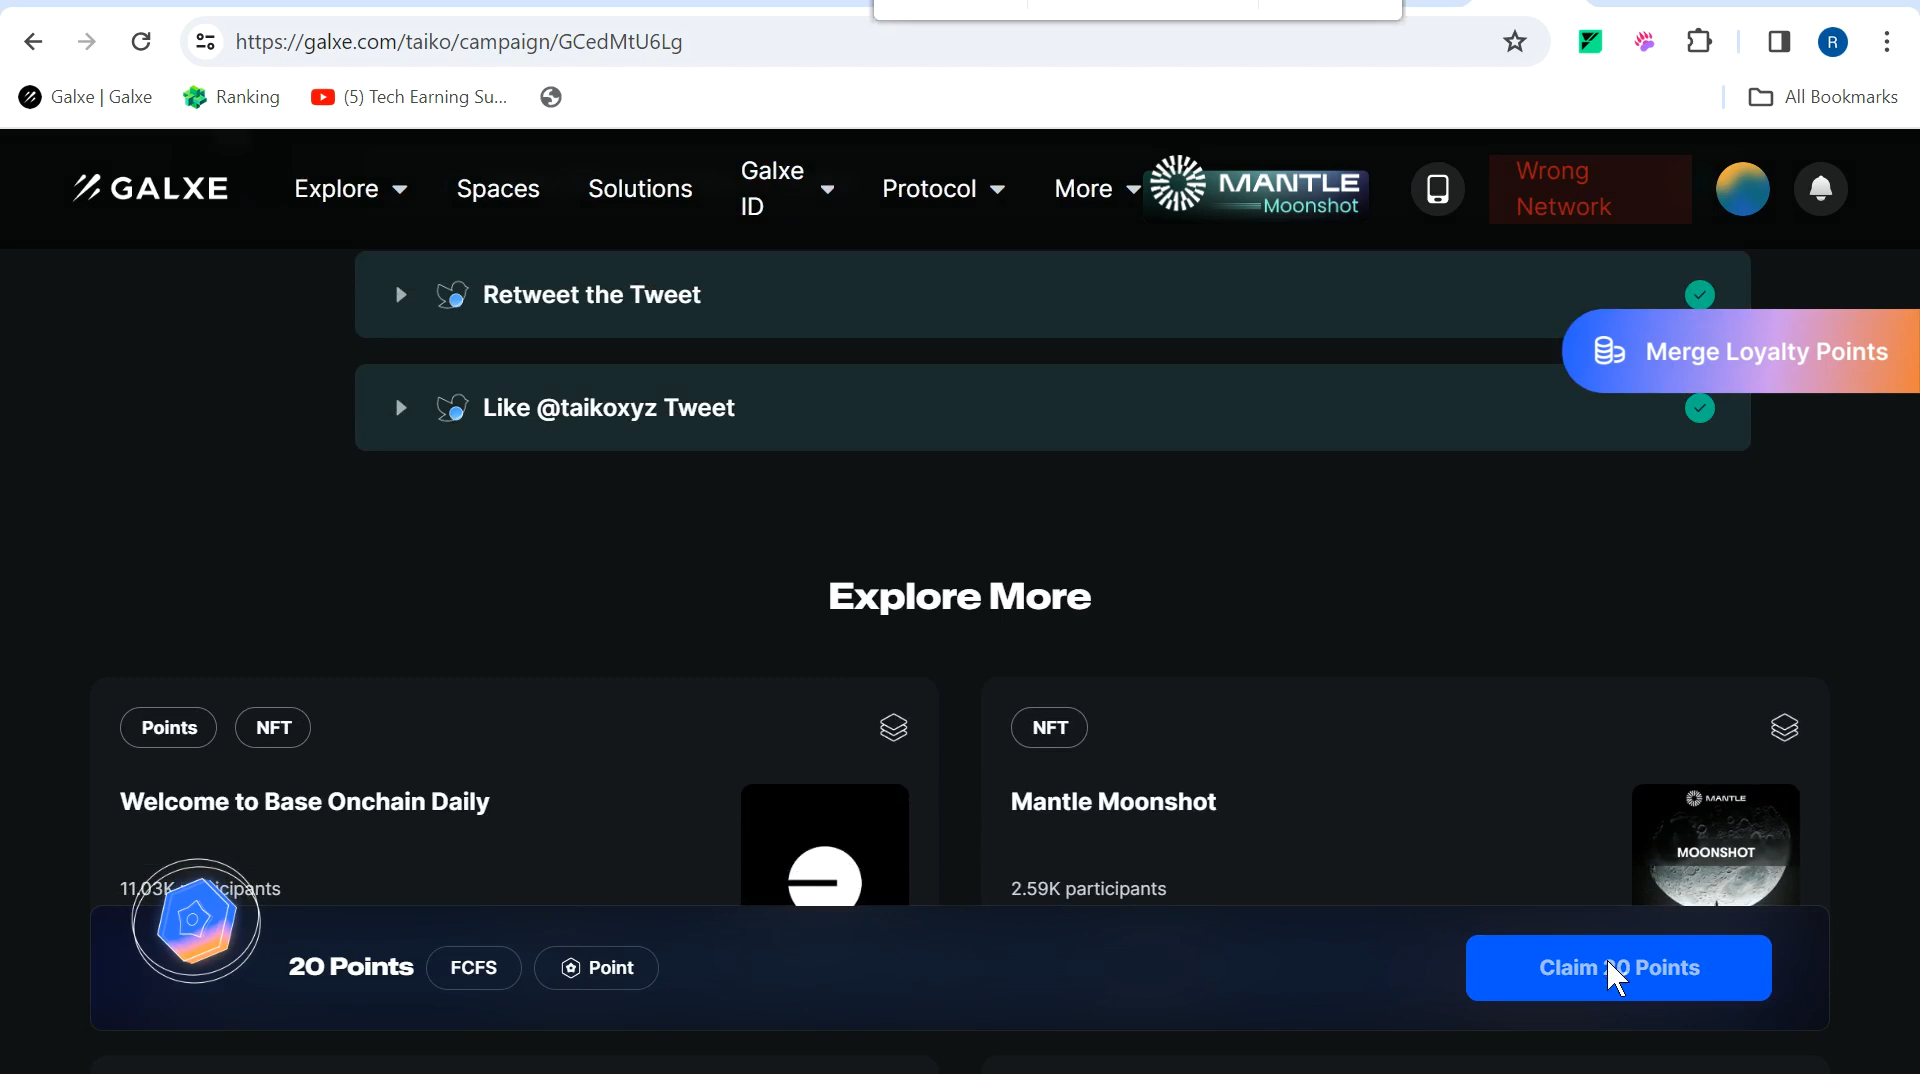 https://galxe.com/taiko/campaign/GCedMtU6Lg
R
Galxe | Galxe
Ranking
(5) Tech Earning Su...
All Bookmarks
GALXE
Explore
Spaces
Solutions
Galxe
ID
Protocol
More
MANTLE
Moonshot
Wrong
Network
Retweet the Tweet
Merge Loyalty Points
Like @taikoxyz Tweet
Explore More
Points
NFT
NFT
Welcome to Base Onchain Daily
Mantle Moonshot
MANTLE
MOONSHOT
2.59K participants
20 Points
FCFS
Point
Claim 20 Points